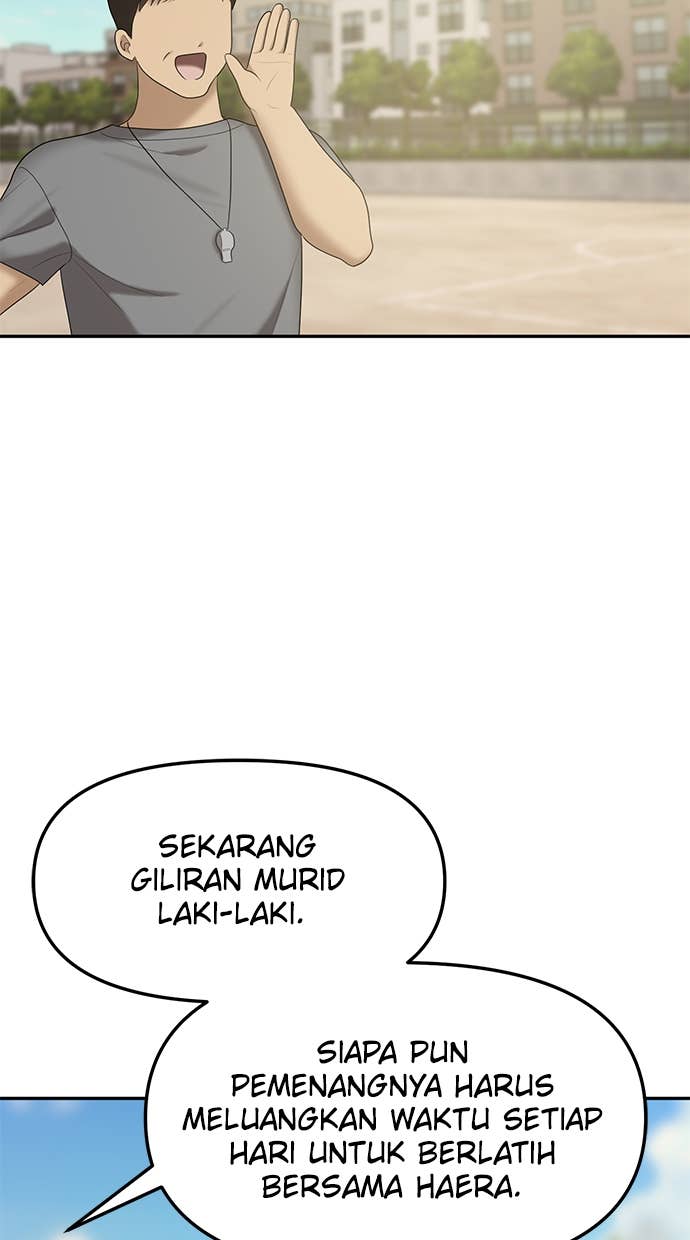 SEKARANG
GILIRAN MURID
LAKI-LAKI.
SIAPA PUN
PEMENANGNYA HARUS
MELUANGKAN WAKTU SETIAP
HARI UNTUK BERLATIH
BERSAMA HAERA.